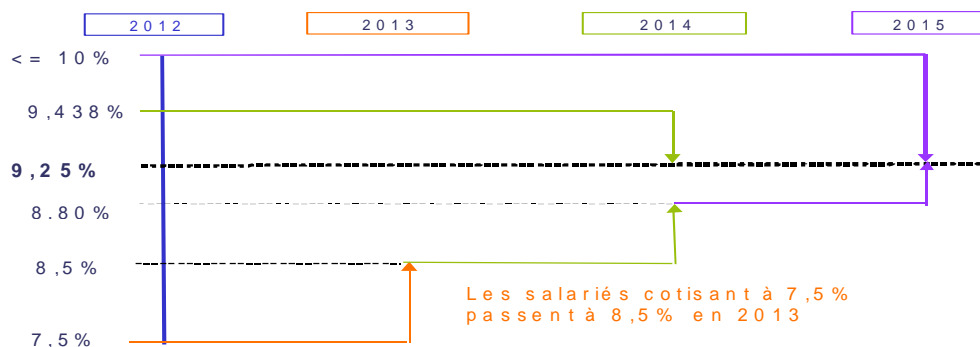 2012 2013 2014 2015
<= 10%
9,438%
9,25%
8.80%
8,5%
Les salariés cotisant à 7,5%
passent à 8,5% en 2013
7,5%